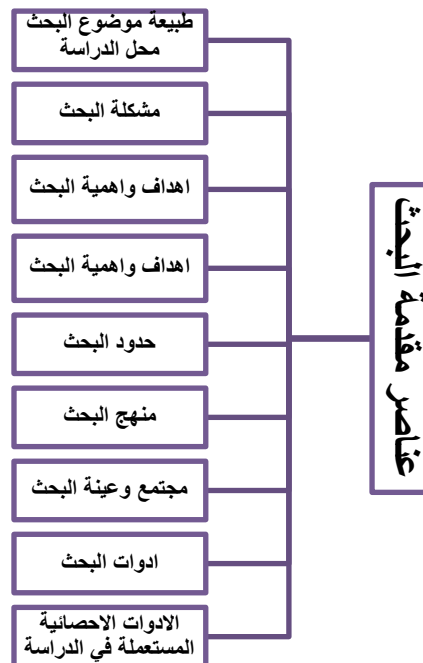 عناصر مقدمة البحث
طبيعة موضوع البحث
محل الدراسة
مشكلة البحث
اهداف واهمية البحث
اهداف واهمية البحث
حدود البحث
منهج البحث
مجتمع وعينة البحث
ادوات البحث
الادوات الاحصائية
المستعملة في الدراسة